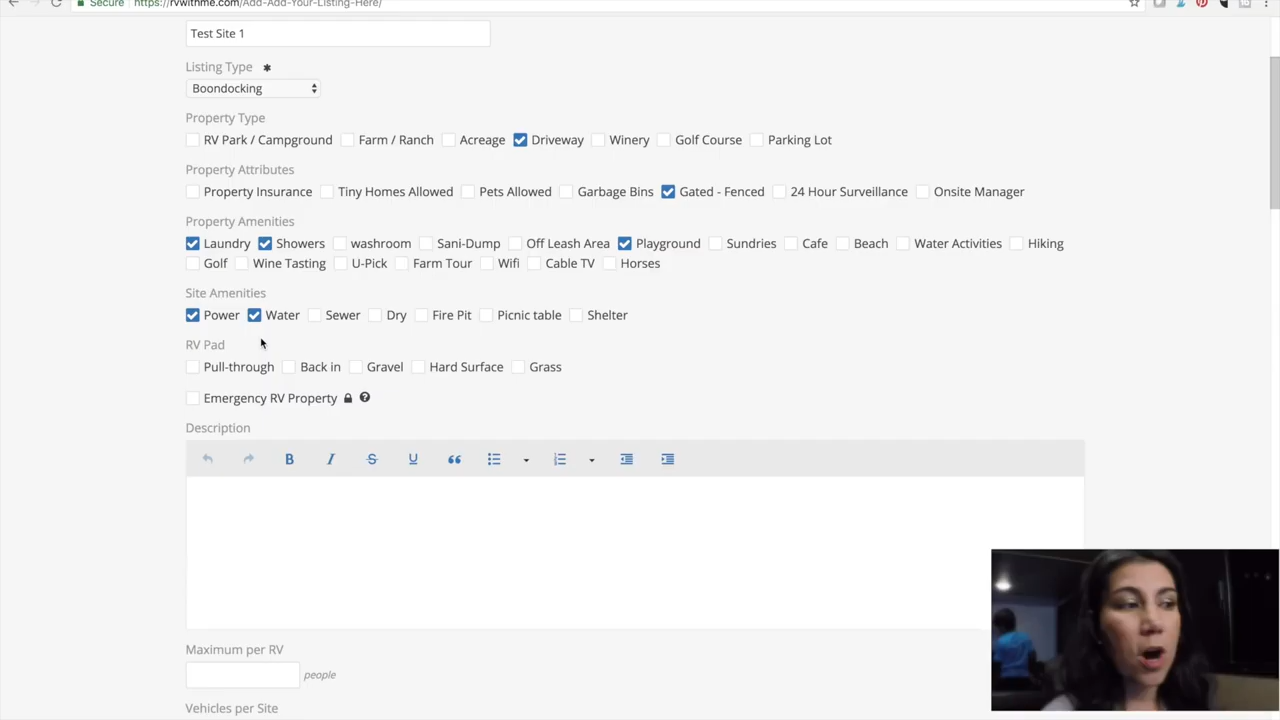 Secure https://rvwithme.com/Add-Add-Your-Listing-Here/
Test Site 1
Listing Type *
Boondocking
Property Type
RV Park / Campground Farm / Ranch Acreage Driveway Winery Golf Course Parking Lot
Property Attributes
Property Insurance Tiny Homes Allowed Pets Allowed Garbage Bins Gated - Fenced 24 Hour Surveillance Onsite Manager
Property Amenities
Laundry Showers washroom Sani-Dump Off Leash Area Playground Sundries Cafe Beach Water Activities Hiking
Golf Wine Tasting U-Pick Farm Tour Wifi Cable TV Horses
Site Amenities
Power Water Sewer Dry Fire Pit Picnic table Shelter
RV Pad
Pull-through Back in Gravel Hard Surface Grass
Emergency RV Property ?
Description
B I S U
Maximum per RV
people
Vehicles per Site